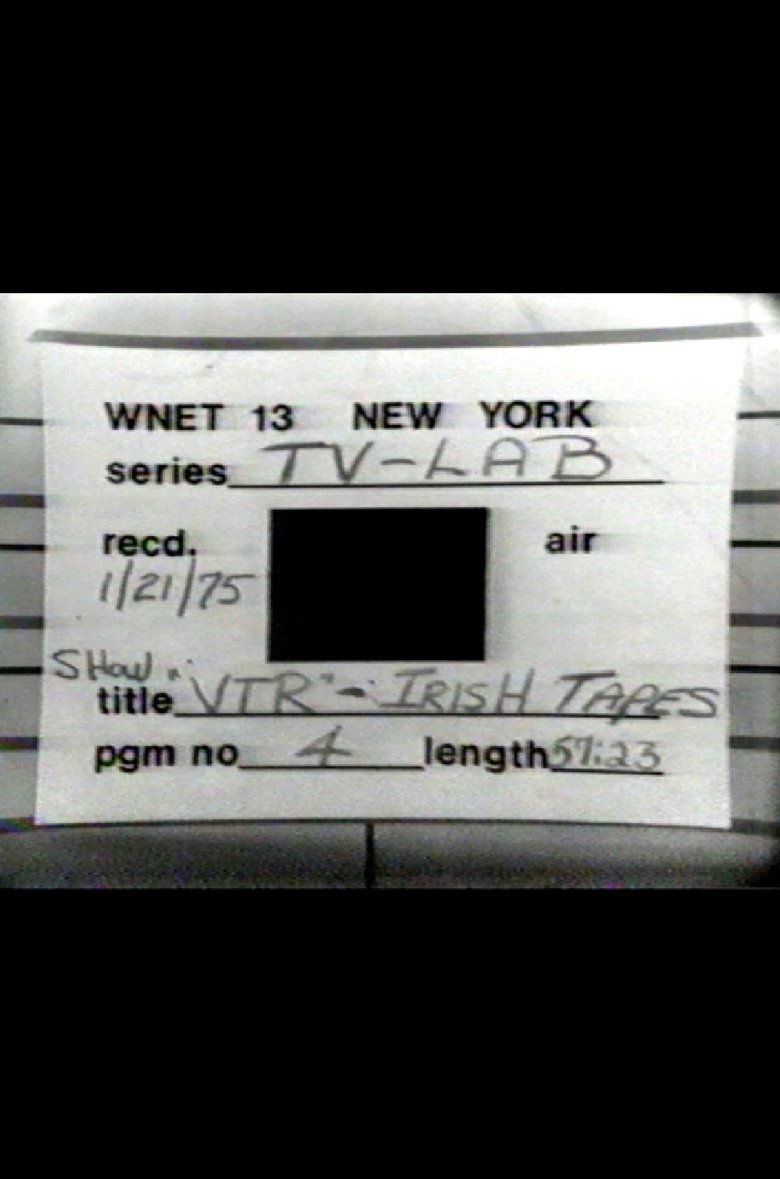 WNET 13 NEW YORK
series TV-LAB
recd. air
1/21/75
SHOW
title "VTR" - IRISH TAPES
pgm no 4 length 57:23